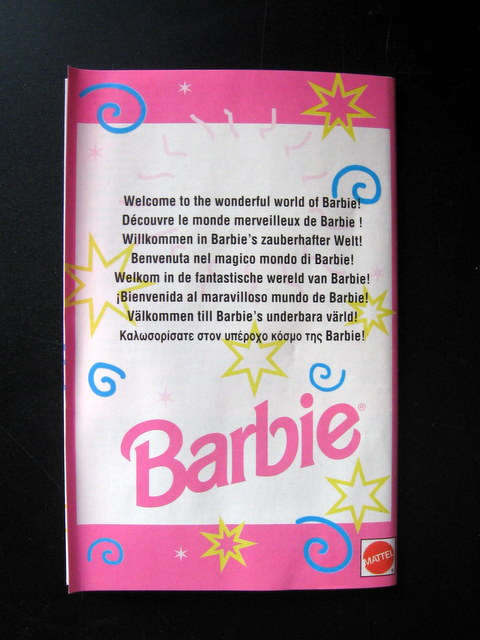 Welcome to the wonderful world of Barbie!
Découvre le monde merveilleux de Barbie !
Willkommen in Barbie's zauberhafter Welt!
Benvenuta nel magico mondo di Barbie!
Welkom in de fantastische wereld van Barbie!
¡Bienvenida al maravilloso mundo de Barbie!
Välkommen till Barbie's underbara värld!
Καλωσορίσατε στον υπέροχο κόσμο της Barbie!
Barbie®
MATTEL